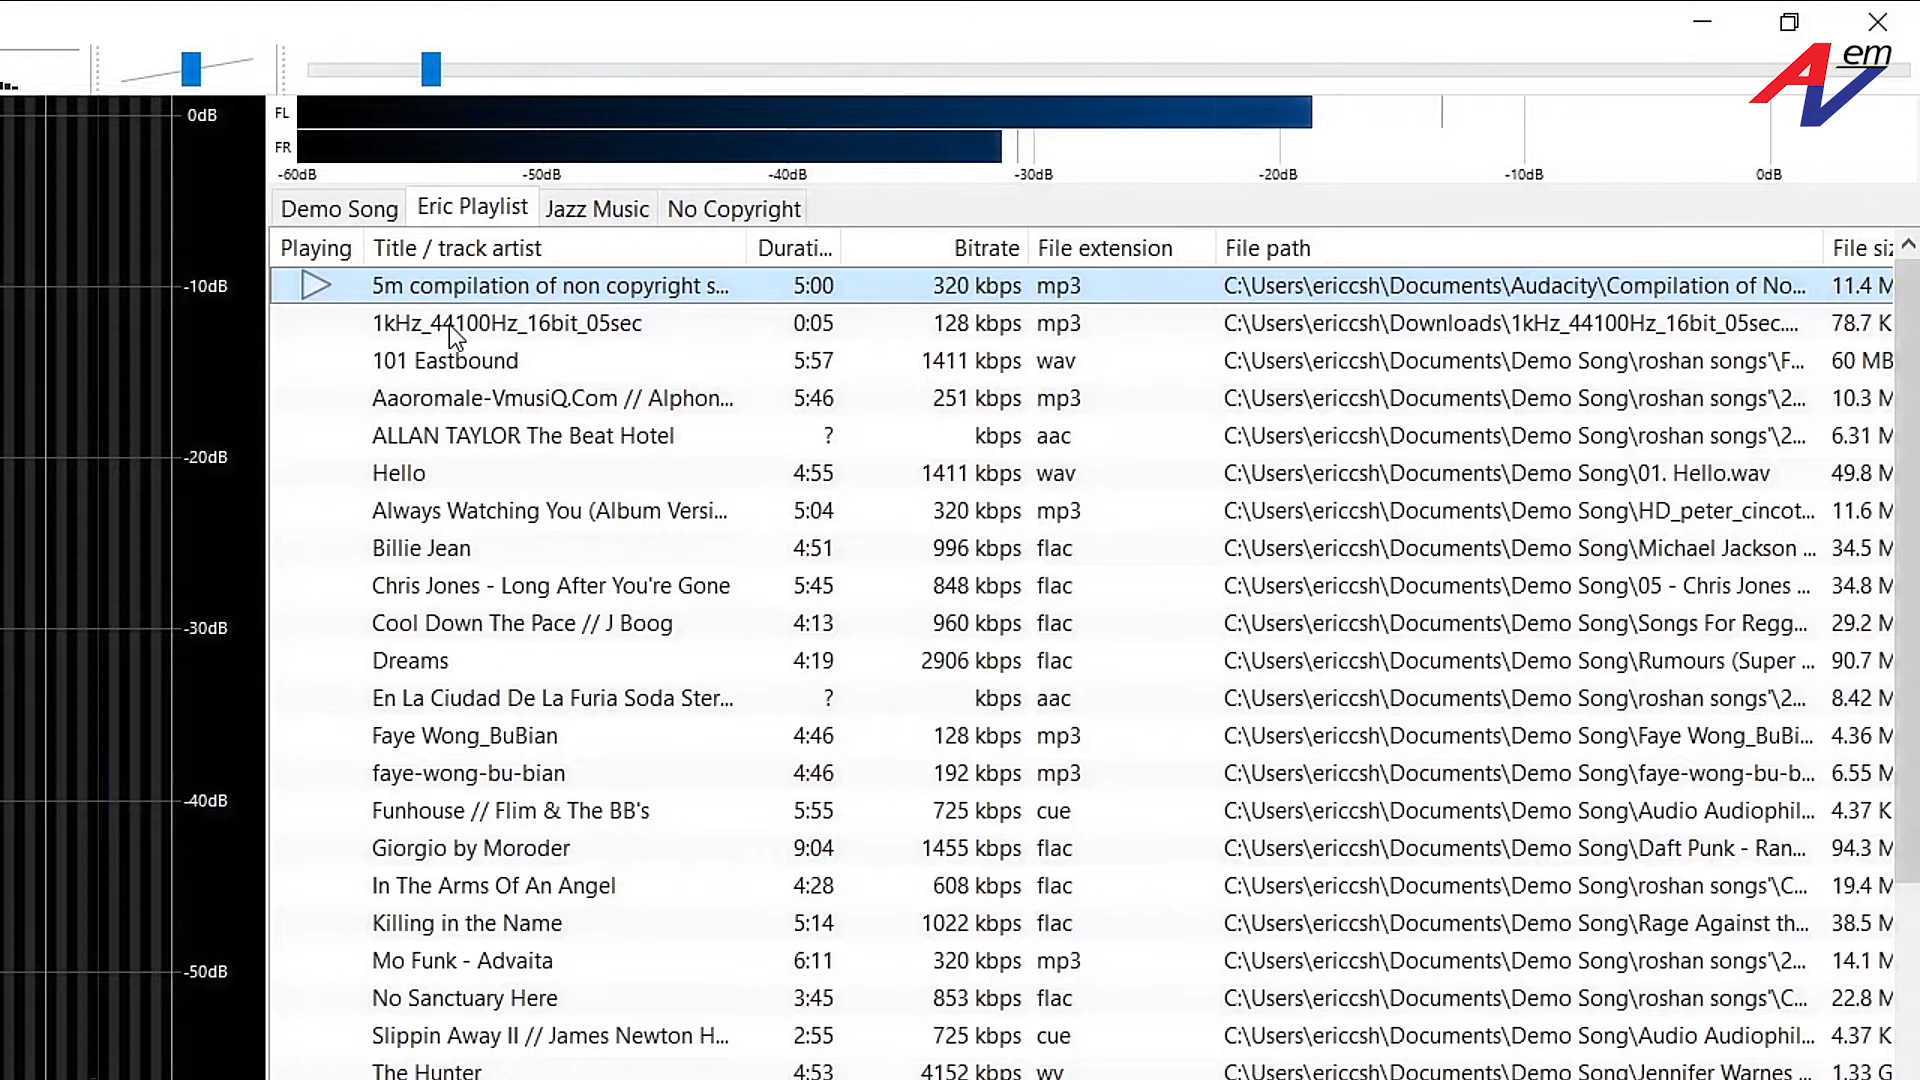 em
AV
0dB
-10dB
-20dB
-30dB
-40dB
-50dB
FL
FR
-60dB -50dB -40dB -30dB -20dB -10dB 0dB
Demo Song Eric Playlist Jazz Music No Copyright
Playing Title / track artist Durati... Bitrate File extension File path File siz
5m compilation of non copyright s... 5:00 320 kbps mp3 C:\Users\ericcsh\Documents\Audacity\Compilation of No... 11.4 M
1kHz_44100Hz_16bit_05sec 0:05 128 kbps mp3 C:\Users\ericcsh\Downloads\1kHz_44100Hz_16bit_05sec.... 78.7 K
101 Eastbound 5:57 1411 kbps wav C:\Users\ericcsh\Documents\Demo Song\roshan songs'\F... 60 MB
Aaoromale-VmusiQ.Com // Alphon... 5:46 251 kbps mp3 C:\Users\ericcsh\Documents\Demo Song\roshan songs'\2... 10.3 M
ALLAN TAYLOR The Beat Hotel ? kbps aac C:\Users\ericcsh\Documents\Demo Song\roshan songs'\2... 6.31 M
Hello 4:55 1411 kbps wav C:\Users\ericcsh\Documents\Demo Song\01. Hello.wav 49.8 M
Always Watching You (Album Versi... 5:04 320 kbps mp3 C:\Users\ericcsh\Documents\Demo Song\HD_peter_cincot... 11.6 M
Billie Jean 4:51 996 kbps flac C:\Users\ericcsh\Documents\Demo Song\Michael Jackson ... 34.5 M
Chris Jones - Long After You're Gone 5:45 848 kbps flac C:\Users\ericcsh\Documents\Demo Song\05 - Chris Jones ... 34.8 M
Cool Down The Pace // J Boog 4:13 960 kbps flac C:\Users\ericcsh\Documents\Demo Song\Songs For Regg... 29.2 M
Dreams 4:19 2906 kbps flac C:\Users\ericcsh\Documents\Demo Song\Rumours (Super ... 90.7 M
En La Ciudad De La Furia Soda Ster... ? kbps aac C:\Users\ericcsh\Documents\Demo Song\roshan songs'\2... 8.42 M
Faye Wong_BuBian 4:46 128 kbps mp3 C:\Users\ericcsh\Documents\Demo Song\Faye Wong_BuBi... 4.36 M
faye-wong-bu-bian 4:46 192 kbps mp3 C:\Users\ericcsh\Documents\Demo Song\faye-wong-bu-b... 6.55 M
Funhouse // Flim & The BB's 5:55 725 kbps cue C:\Users\ericcsh\Documents\Demo Song\Audio Audiophil... 4.37 K
Giorgio by Moroder 9:04 1455 kbps flac C:\Users\ericcsh\Documents\Demo Song\Daft Punk - Ran... 94.3 M
In The Arms Of An Angel 4:28 608 kbps flac C:\Users\ericcsh\Documents\Demo Song\roshan songs'\C... 19.4 M
Killing in the Name 5:14 1022 kbps flac C:\Users\ericcsh\Documents\Demo Song\Rage Against th... 38.5 M
Mo Funk - Advaita 6:11 320 kbps mp3 C:\Users\ericcsh\Documents\Demo Song\roshan songs'\2... 14.1 M
No Sanctuary Here 3:45 853 kbps flac C:\Users\ericcsh\Documents\Demo Song\roshan songs'\C... 22.8 M
Slippin Away II // James Newton H... 2:55 725 kbps cue C:\Users\ericcsh\Documents\Demo Song\Audio Audiophil... 4.37 K
The Hunter 4:53 4152 kbps wv C:\Users\ericcsh\Documents\Demo Song\Jennifer Warnes ... 1.33 G